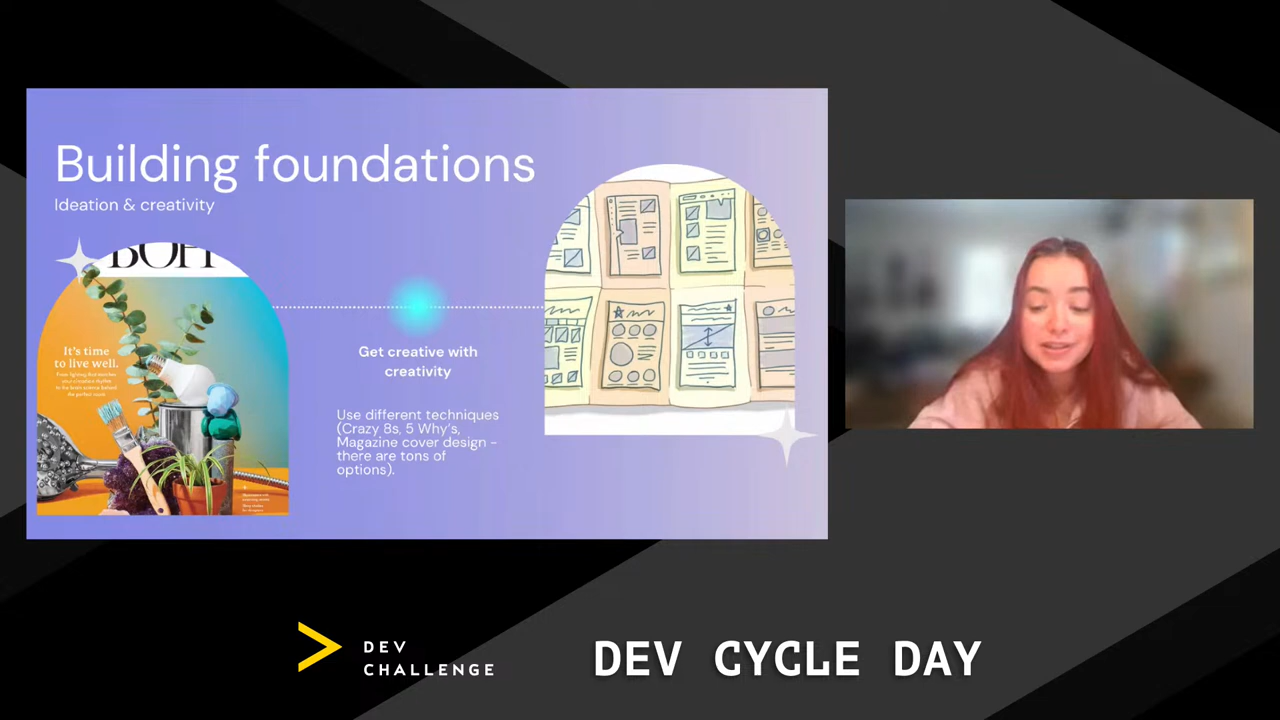 Building foundations
Ideation & creativity
It's time
to live well.
Get creative with
creativity
Use different techniques
(Crazy 8s, 5 Why's,
Magazine cover design -
there are tons of
options).
DEV
CHALLENGE
DEV CYCLE DAY